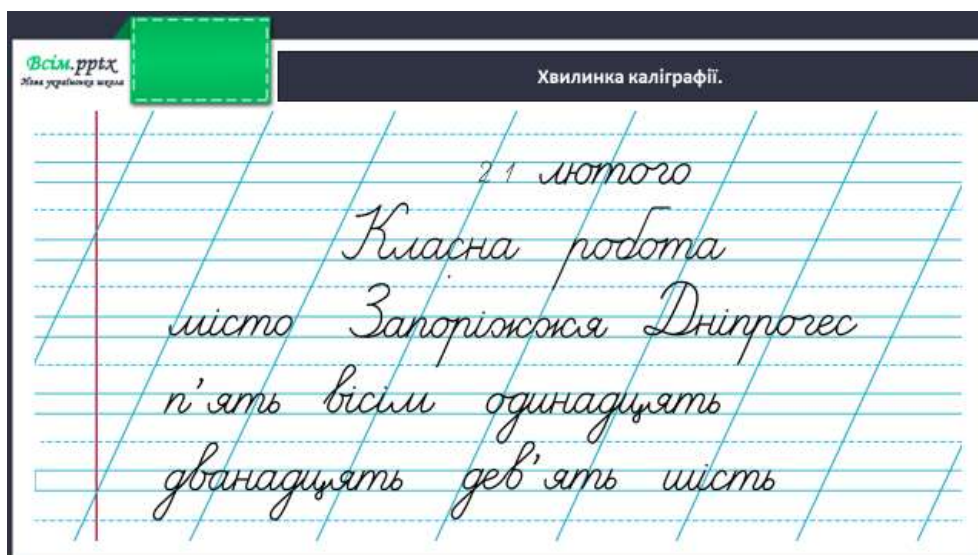 Всім.pptx
Нова українська школа
Хвилинка каліграфії.
21 лютого
Класна робота
місто Запоріжжя Дніпрогес
п'ять вісім одинадцять
дванадцять дев'ять шість